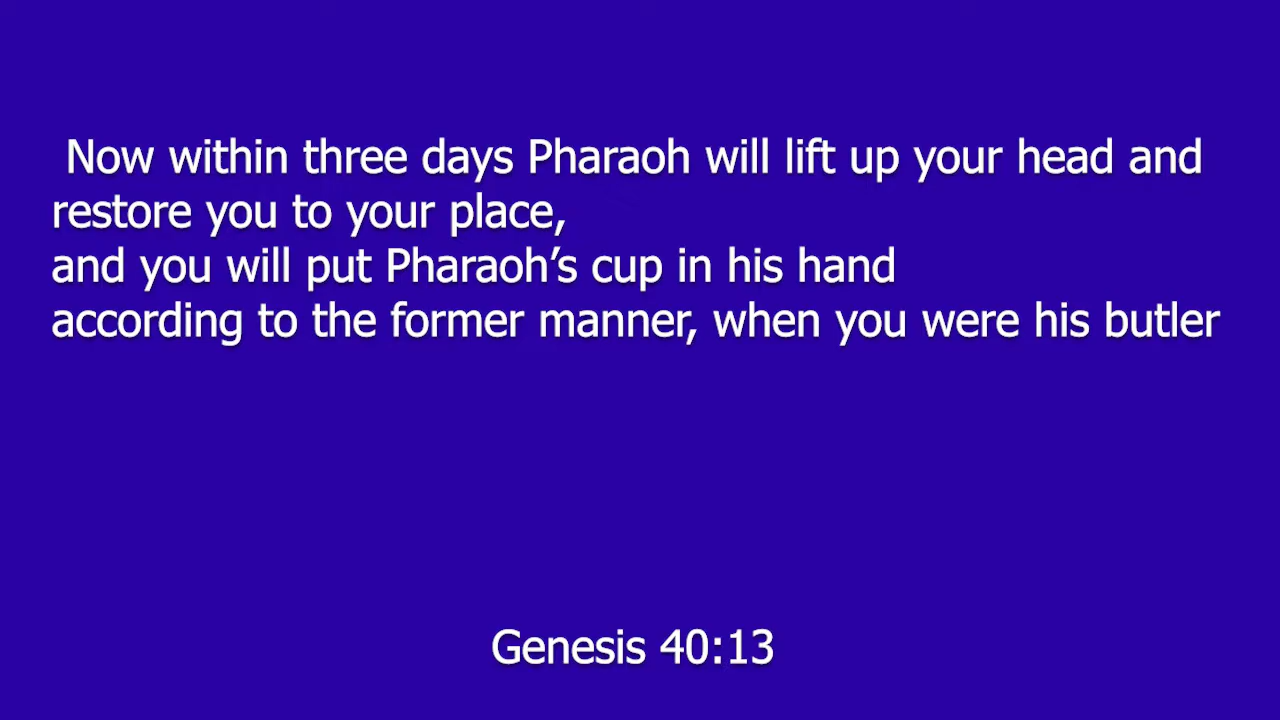 Now within three days Pharaoh will lift up your head and
restore you to your place,
and you will put Pharaoh’s cup in his hand
according to the former manner, when you were his butler
Genesis 40:13